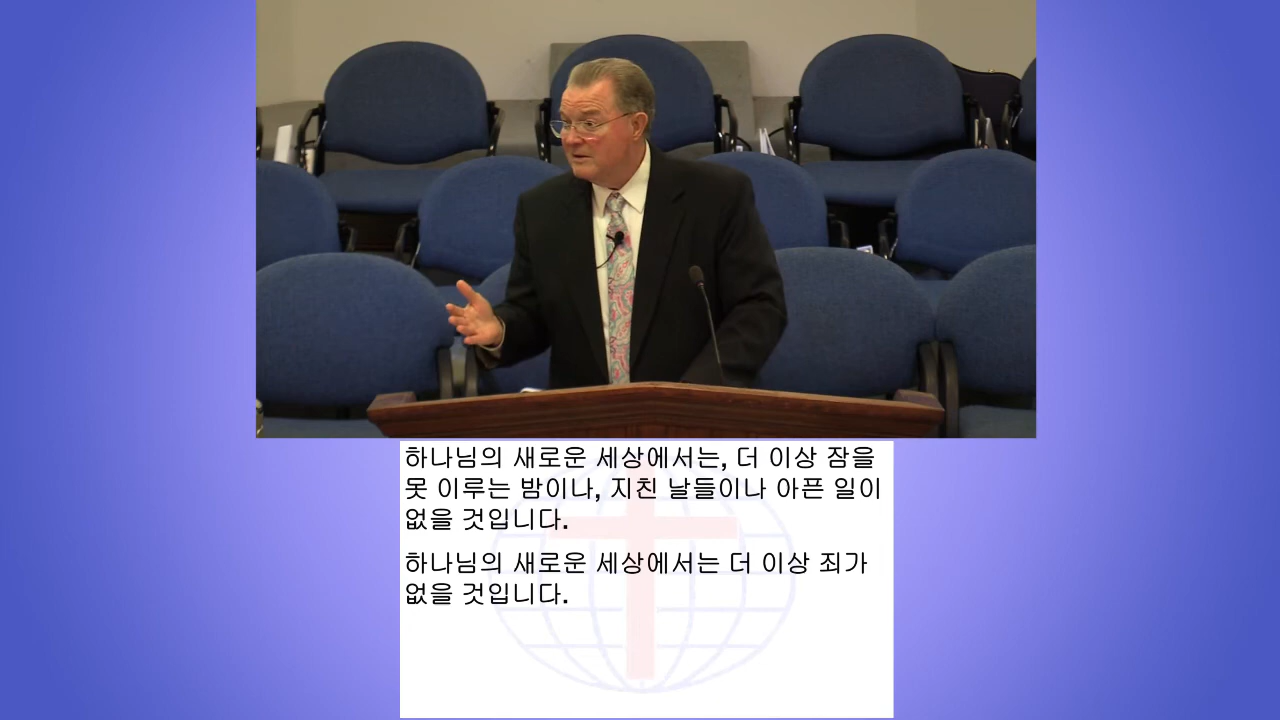 하나님의 새로운 세상에서는, 더 이상 잠을
못 이루는 밤이나, 지친 날들이나 아픈 일이
없을 것입니다.
하나님의 새로운 세상에서는 더 이상 죄가
없을 것입니다.